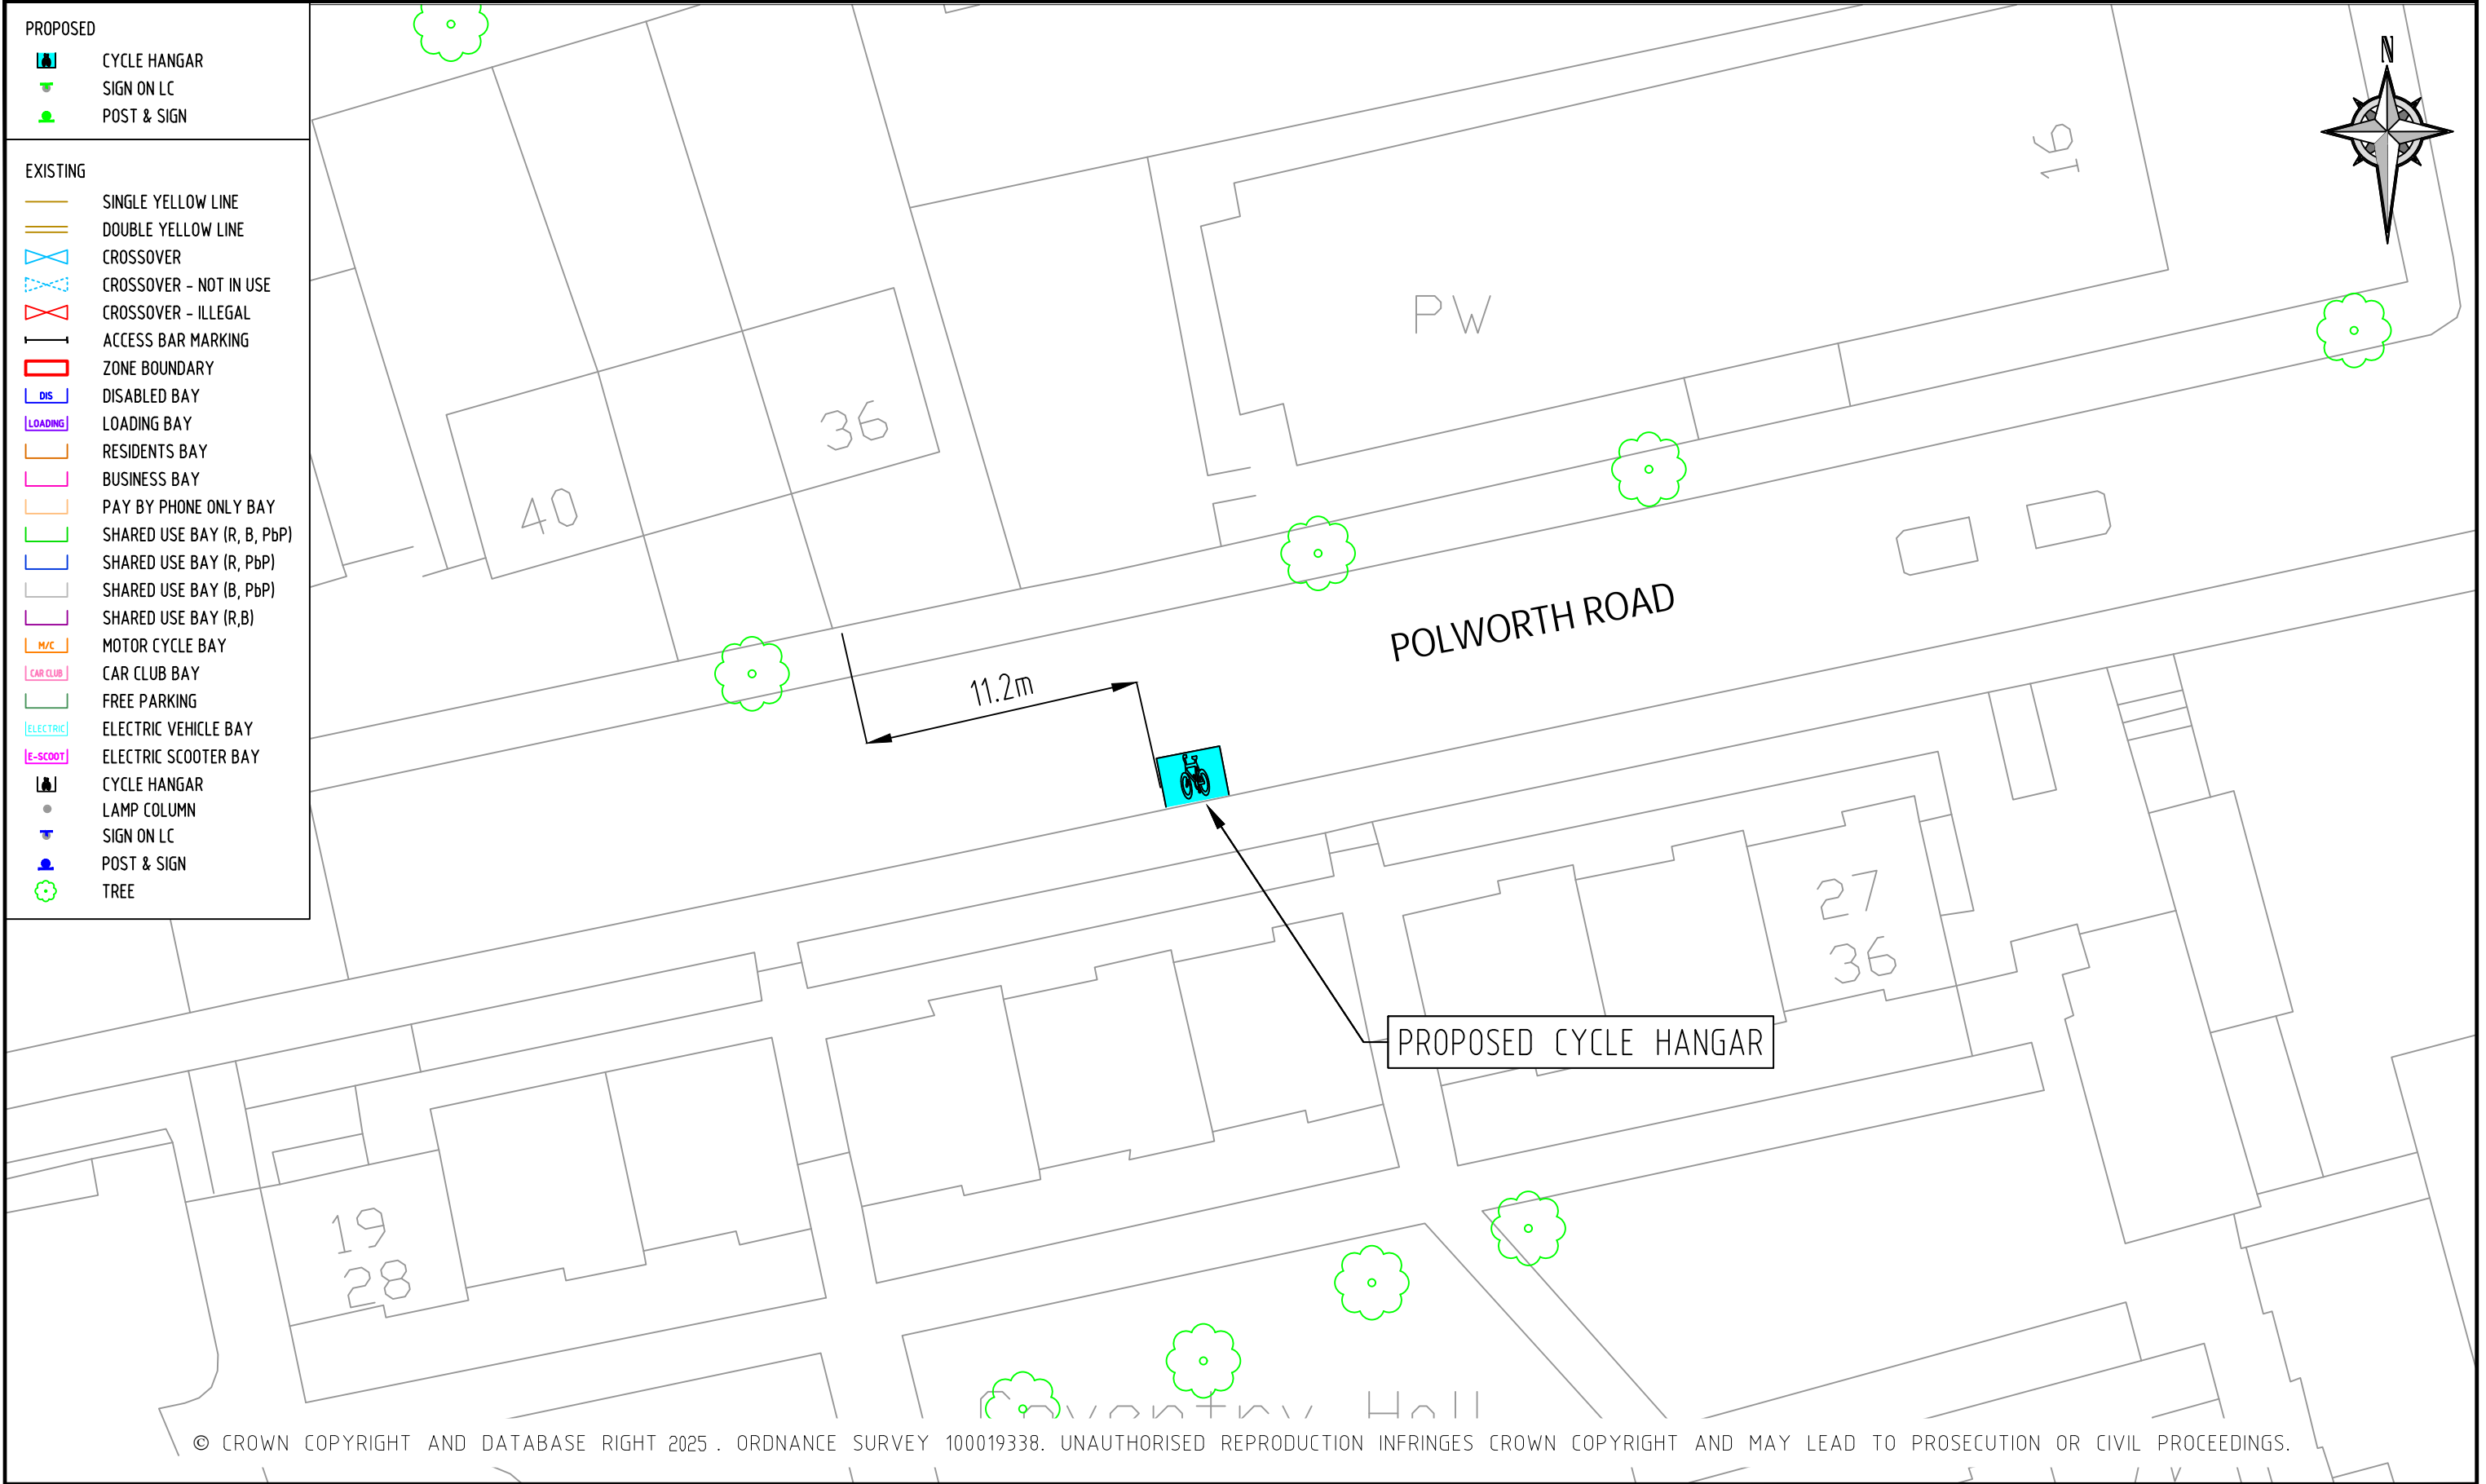 PROPOSED
CYCLE HANGAR
SIGN ON LC
POST & SIGN
EXISTING
SINGLE YELLOW LINE
DOUBLE YELLOW LINE
CROSSOVER
CROSSOVER - NOT IN USE
CROSSOVER - ILLEGAL
ACCESS BAR MARKING
ZONE BOUNDARY
DIS DISABLED BAY
LOADING LOADING BAY
RESIDENTS BAY
BUSINESS BAY
PAY BY PHONE ONLY BAY
SHARED USE BAY (R, B, PbP)
SHARED USE BAY (R, PbP)
SHARED USE BAY (B, PbP)
SHARED USE BAY (R,B)
M/C MOTOR CYCLE BAY
CAR CLUB CAR CLUB BAY
FREE PARKING
ELECTRIC ELECTRIC VEHICLE BAY
E-SCOOT ELECTRIC SCOOTER BAY
CYCLE HANGAR
LAMP COLUMN
SIGN ON LC
POST & SIGN
TREE
N
16
PW
36
40
POLWORTH ROAD
11.2m
27
36
PROPOSED CYCLE HANGAR
19
28
Coventry Hall
© CROWN COPYRIGHT AND DATABASE RIGHT 2025. ORDNANCE SURVEY 100019338. UNAUTHORISED REPRODUCTION INFRINGES CROWN COPYRIGHT AND MAY LEAD TO PROSECUTION OR CIVIL PROCEEDINGS.